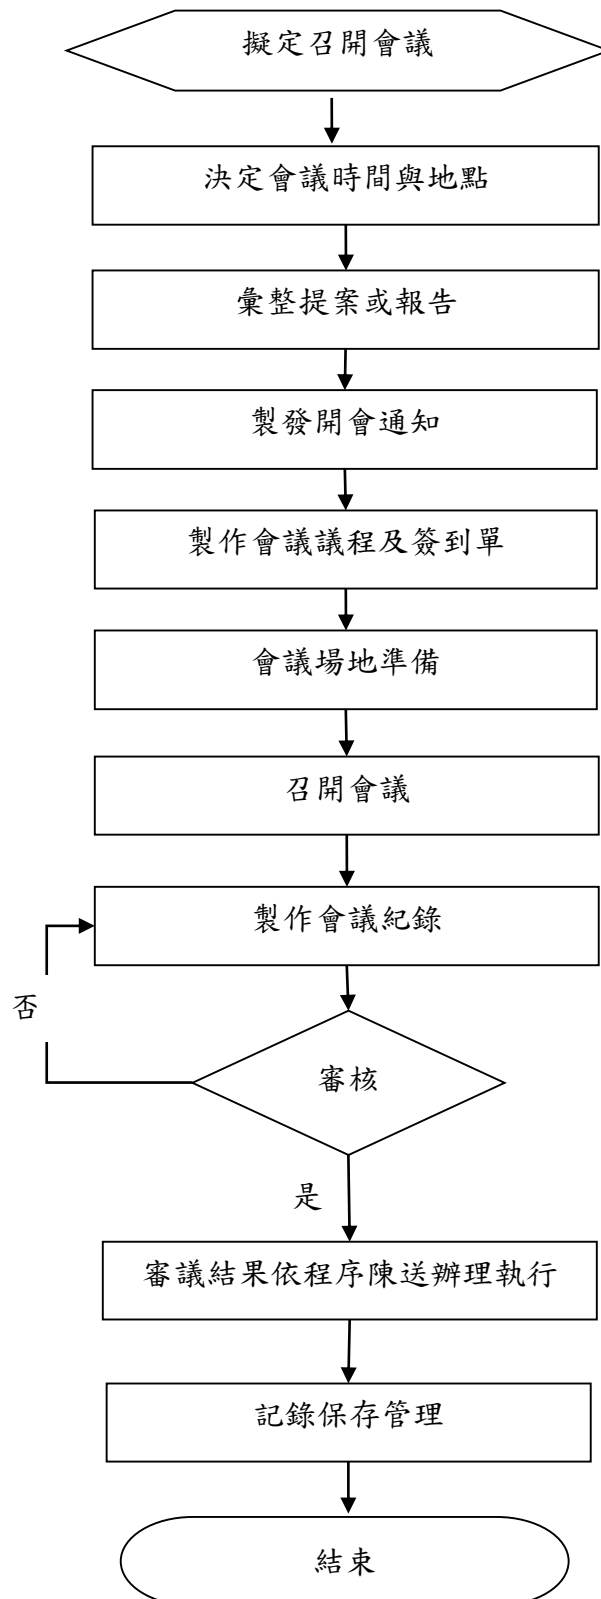 擬定召開會議
決定會議時間與地點
彙整提案或報告
製發開會通知
製作會議議程及簽到單
會議場地準備
召開會議
製作會議紀錄
否
審核
是
審議結果依程序陳送辦理執行
記錄保存管理
結束